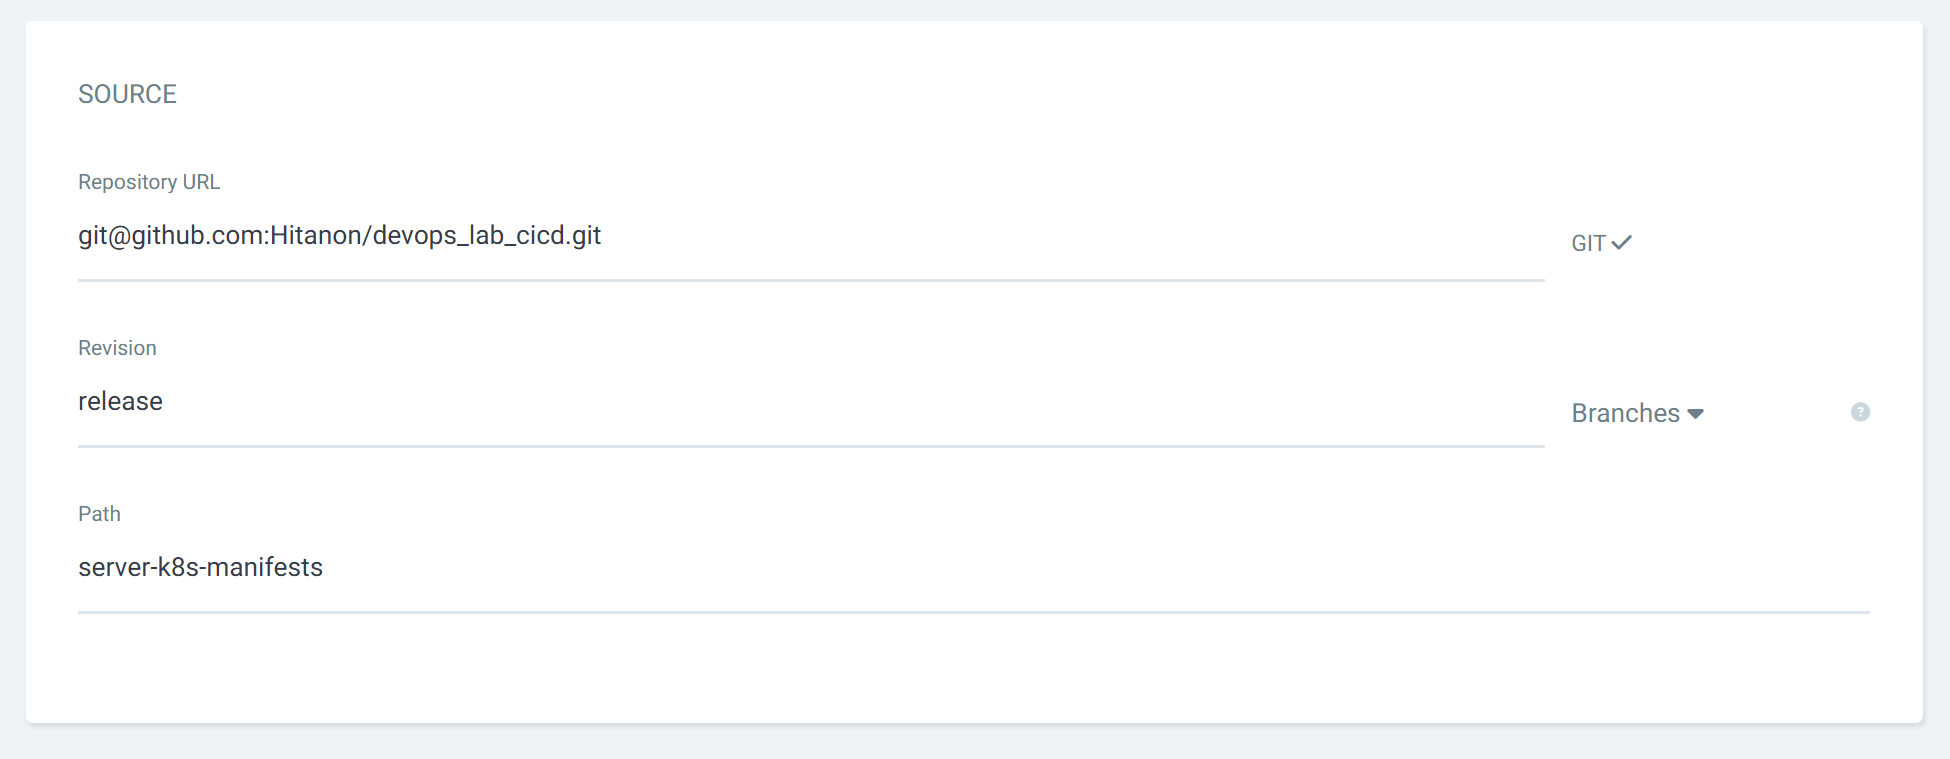 SOURCE
Repository URL
git@github.com:Hitanon/devops_lab_cicd.git
GIT
Revision
release
Branches
?
Path
server-k8s-manifests